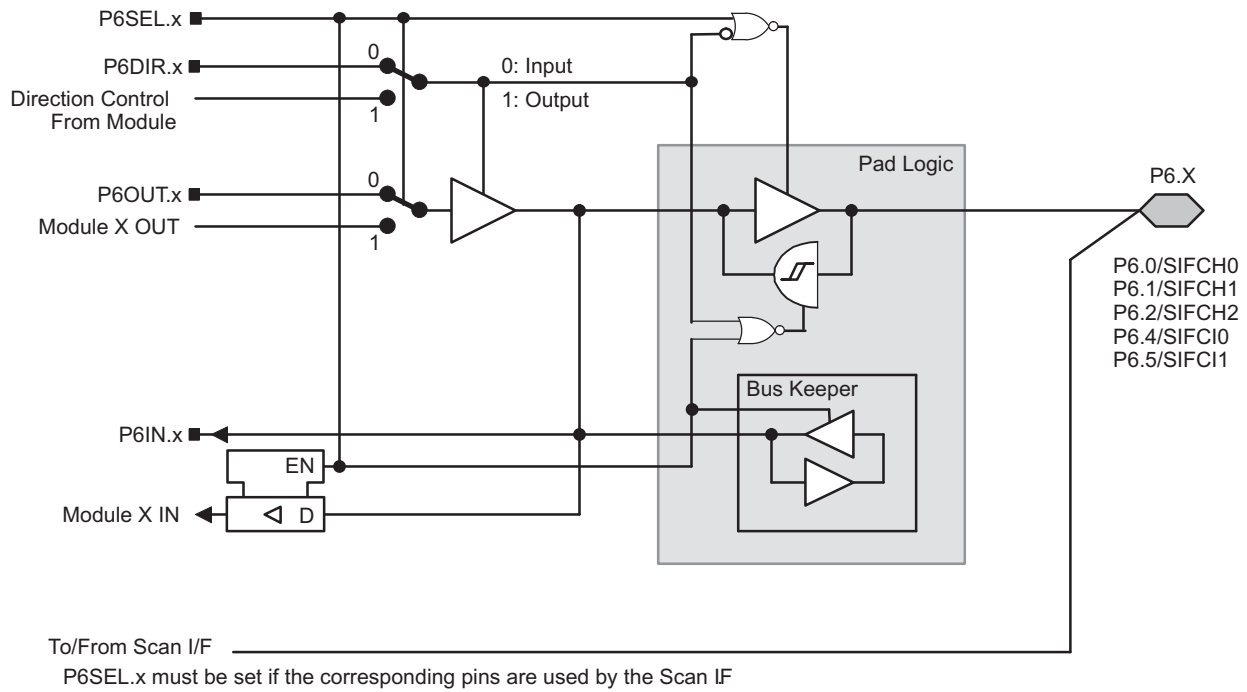 P6SEL.x
P6DIR.x
0
0: Input
Direction Control
From Module
1
1: Output
Pad Logic
P6OUT.x
0
P6.X
Module X OUT
1
P6.0/SIFCH0
P6.1/SIFCH1
P6.2/SIFCH2
P6.4/SIFCI0
P6.5/SIFCI1
Bus Keeper
P6IN.x
EN
Module X IN
D
To/From Scan I/F
P6SEL.x must be set if the corresponding pins are used by the Scan I/F